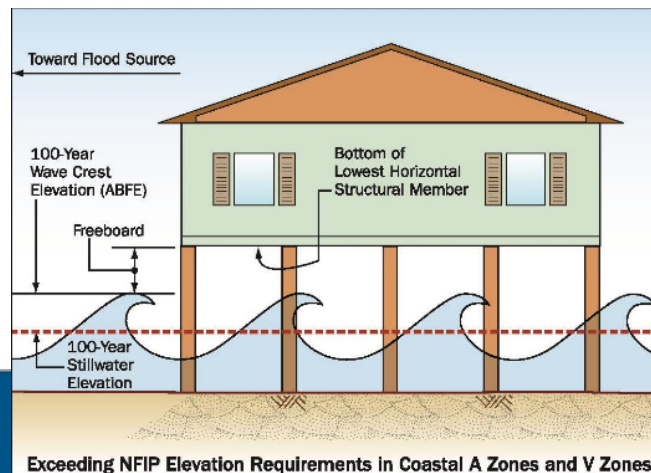 Toward Flood Source
100-Year
Wave Crest
Elevation (ABFE)
Freeboard
Bottom of
Lowest Horizontal
Structural Member
100-Year
Stillwater
Elevation
Exceeding NFIP Elevation Requirements in Coastal A Zones and V Zones